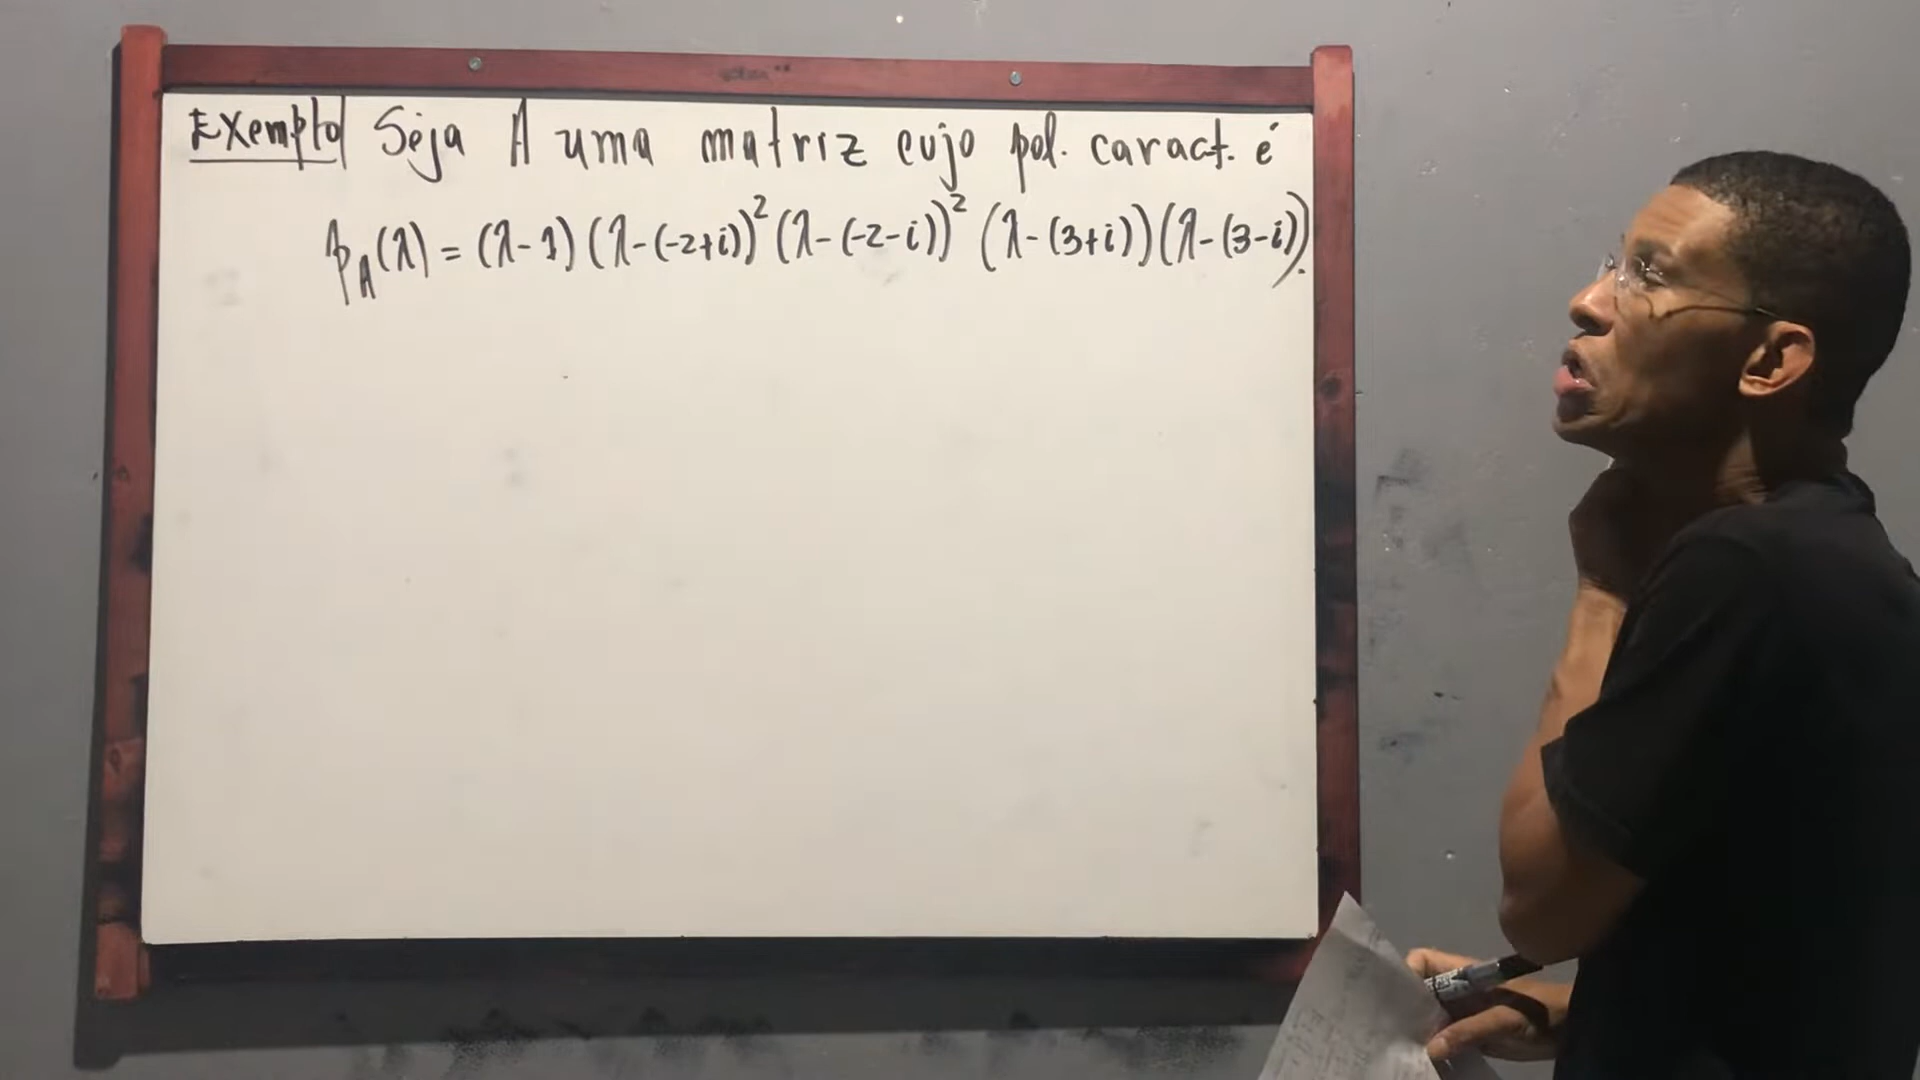 Exemplo Seja A uma matriz cujo pol. caract. é
p_A(λ) = (λ-1)(λ-(-2+i))²(λ-(-2-i))²(λ-(3+i))(λ-(3-i)).